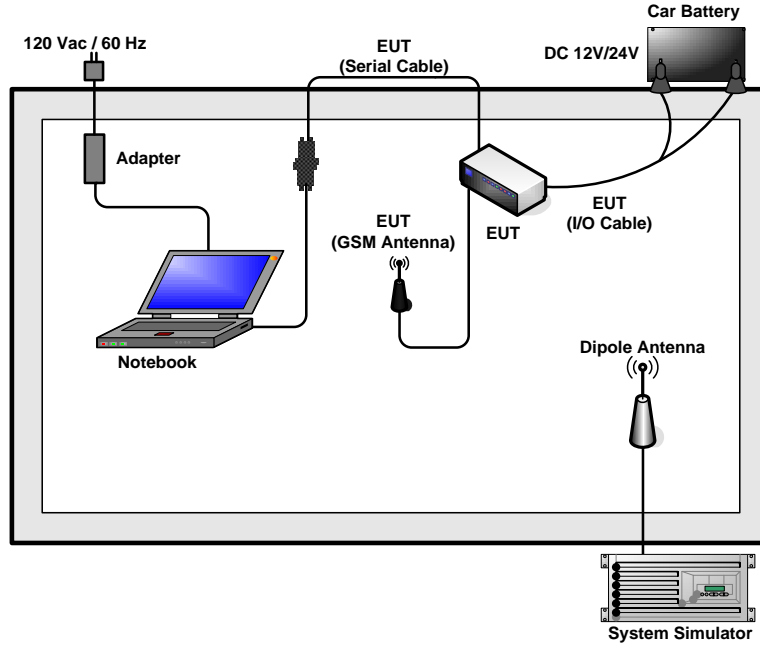 Car Battery
120 Vac / 60 Hz
EUT
(Serial Cable)
DC 12V/24V
Adapter
EUT
(GSM Antenna)
EUT
EUT
(I/O Cable)
Notebook
Dipole Antenna
System Simulator